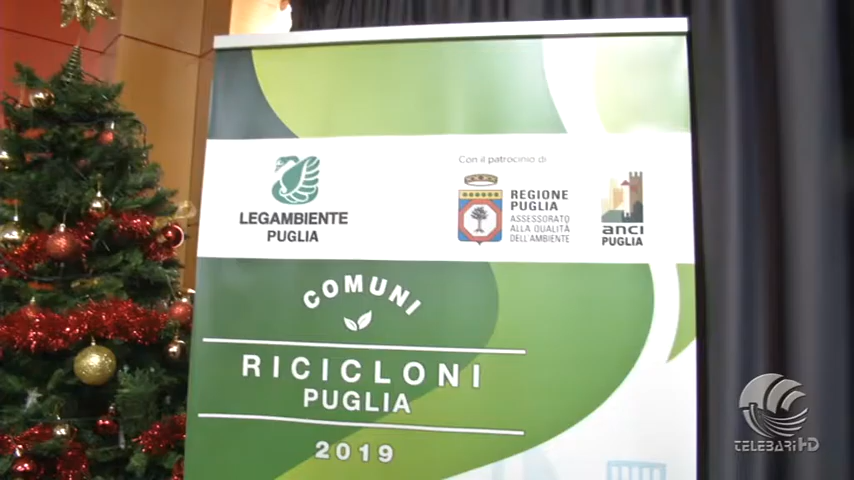 LEGAMBIENTE
PUGLIA
Con il patrocinio di
REGIONE
PUGLIA
ASSESSORATO
ALLA QUALITÀ
DELL'AMBIENTE
anci
PUGLIA
COMUNI
RICICLONI
PUGLIA
2019
TELEBARI HD